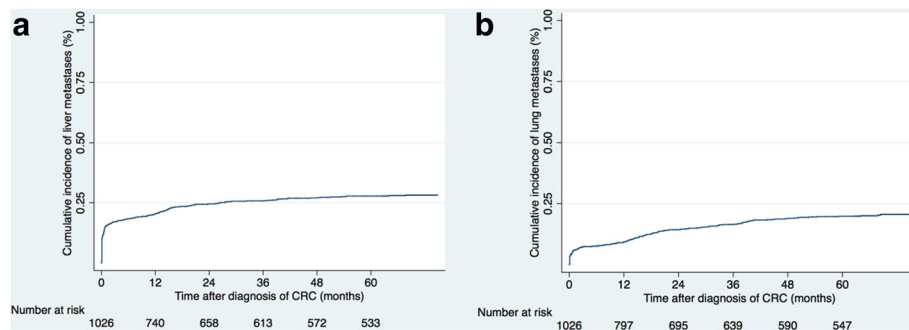 a
Cumulative incidence of liver metastases (%)
1.00
0.75
0.50
0.25
0 12 24 36 48 60
Time after diagnosis of CRC (months)
Number at risk
1026 740 658 613 572 533
b
Cumulative incidence of lung metastases (%)
1.00
0.75
0.50
0.25
0 12 24 36 48 60
Time after diagnosis of CRC (months)
Number at risk
1026 797 695 639 590 547